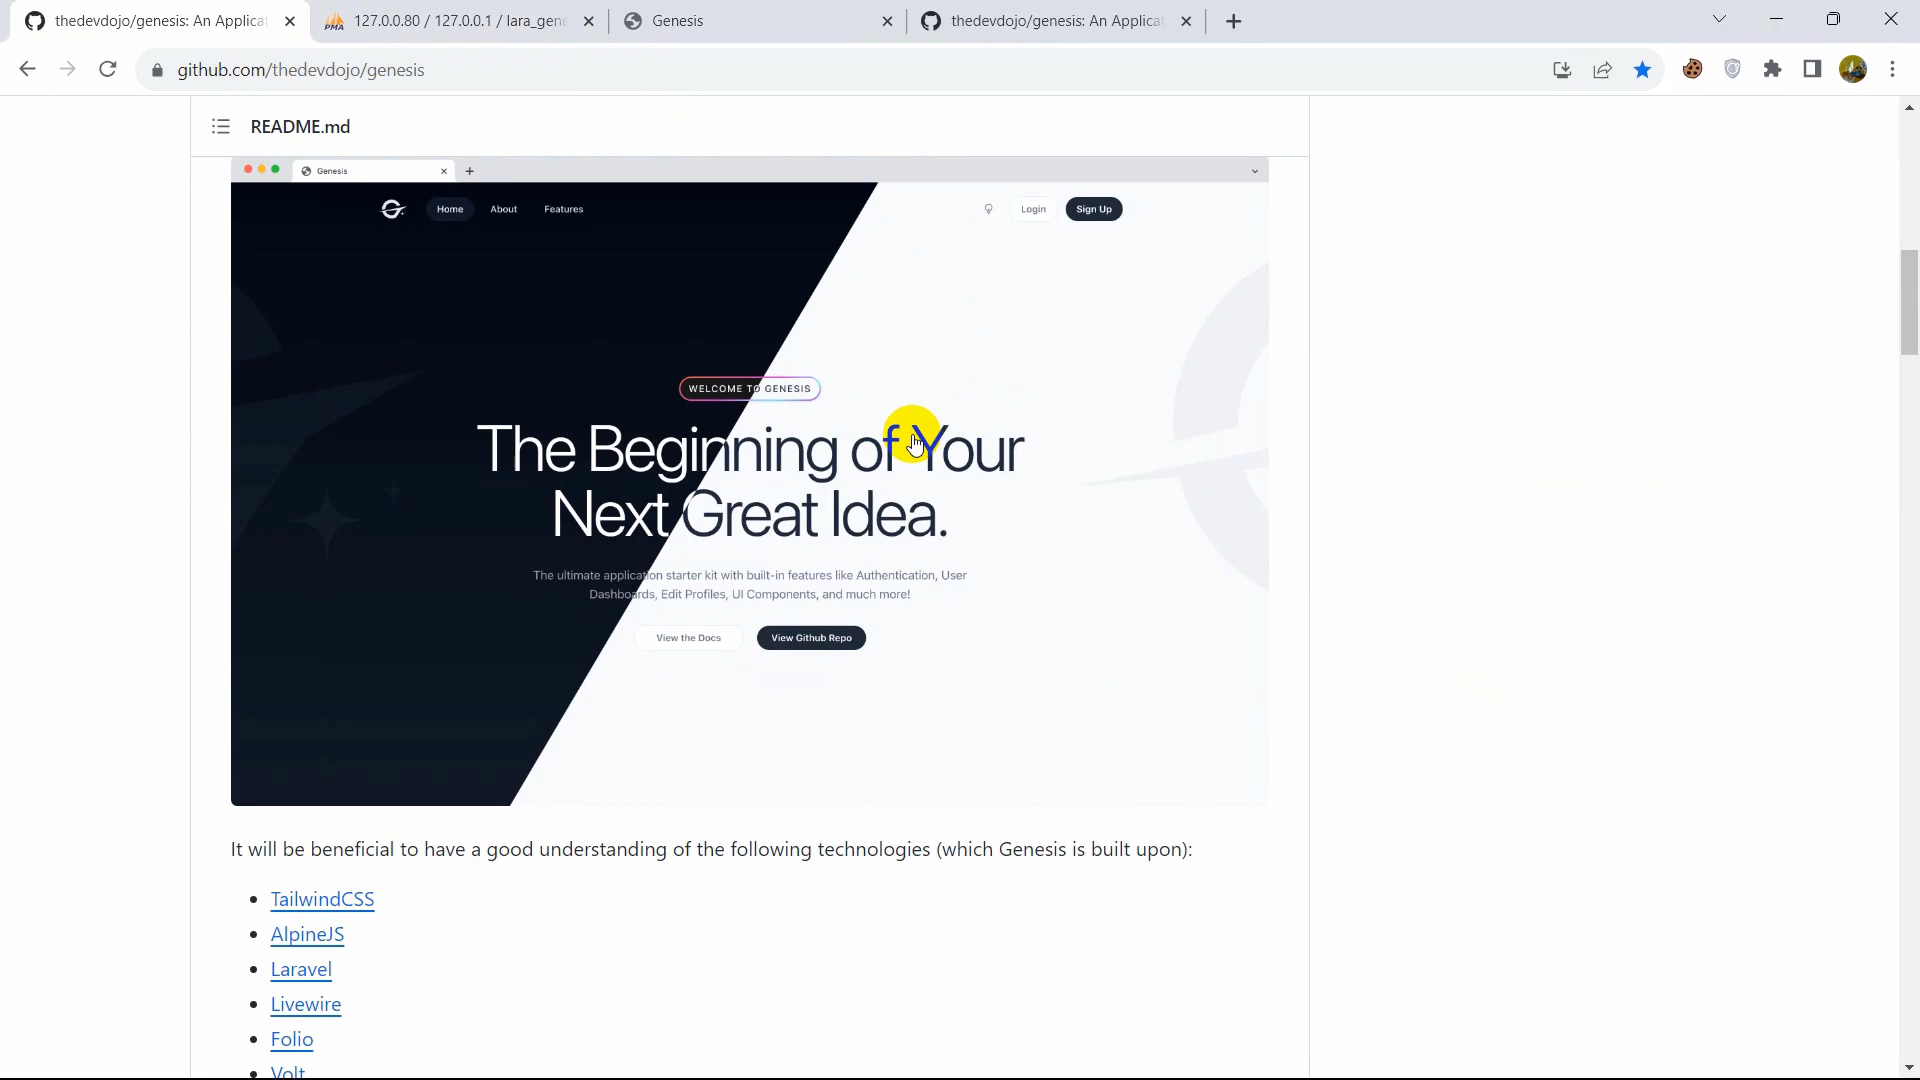 thedevdojo/genesis: An Applicat
127.0.0.80 / 127.0.0.1 / lara_gene
Genesis
thedevdojo/genesis: An Applicat
github.com/thedevdojo/genesis
README.md
Genesis
Home
About
Features
Login
Sign Up
WELCOME TO GENESIS
The Beginning of Your
Next Great Idea.
The ultimate application starter kit with built-in features like Authentication, User
Dashboards, Edit Profiles, UI Components, and much more!
View the Docs
View Github Repo
It will be beneficial to have a good understanding of the following technologies (which Genesis is built upon):
TailwindCSS
AlpineJS
Laravel
Livewire
Folio
Volt